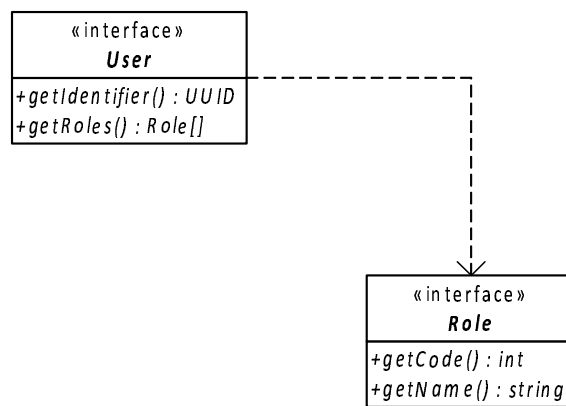 «interface»
User
+getIdentifier() : UUID
+getRoles() : Role[]
«interface»
Role
+getCode() : int
+getName() : string